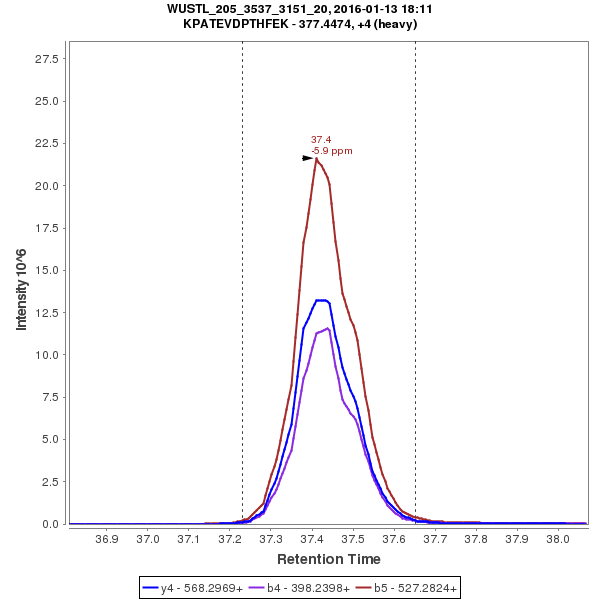 WUSTL_205_3537_3151_20, 2016-01-13 18:11
KPATEVDPTHFEK - 377.4474, +4 (heavy)
37.4
-5.9 ppm
Intensity 10^6
27.5
25.0
22.5
20.0
17.5
15.0
12.5
10.0
7.5
5.0
2.5
0.0
36.9 37.0 37.1 37.2 37.3 37.4 37.5 37.6 37.7 37.8 37.9 38.0
Retention Time
y4 - 568.2969+ b4 - 398.2398+ b5 - 527.2824+